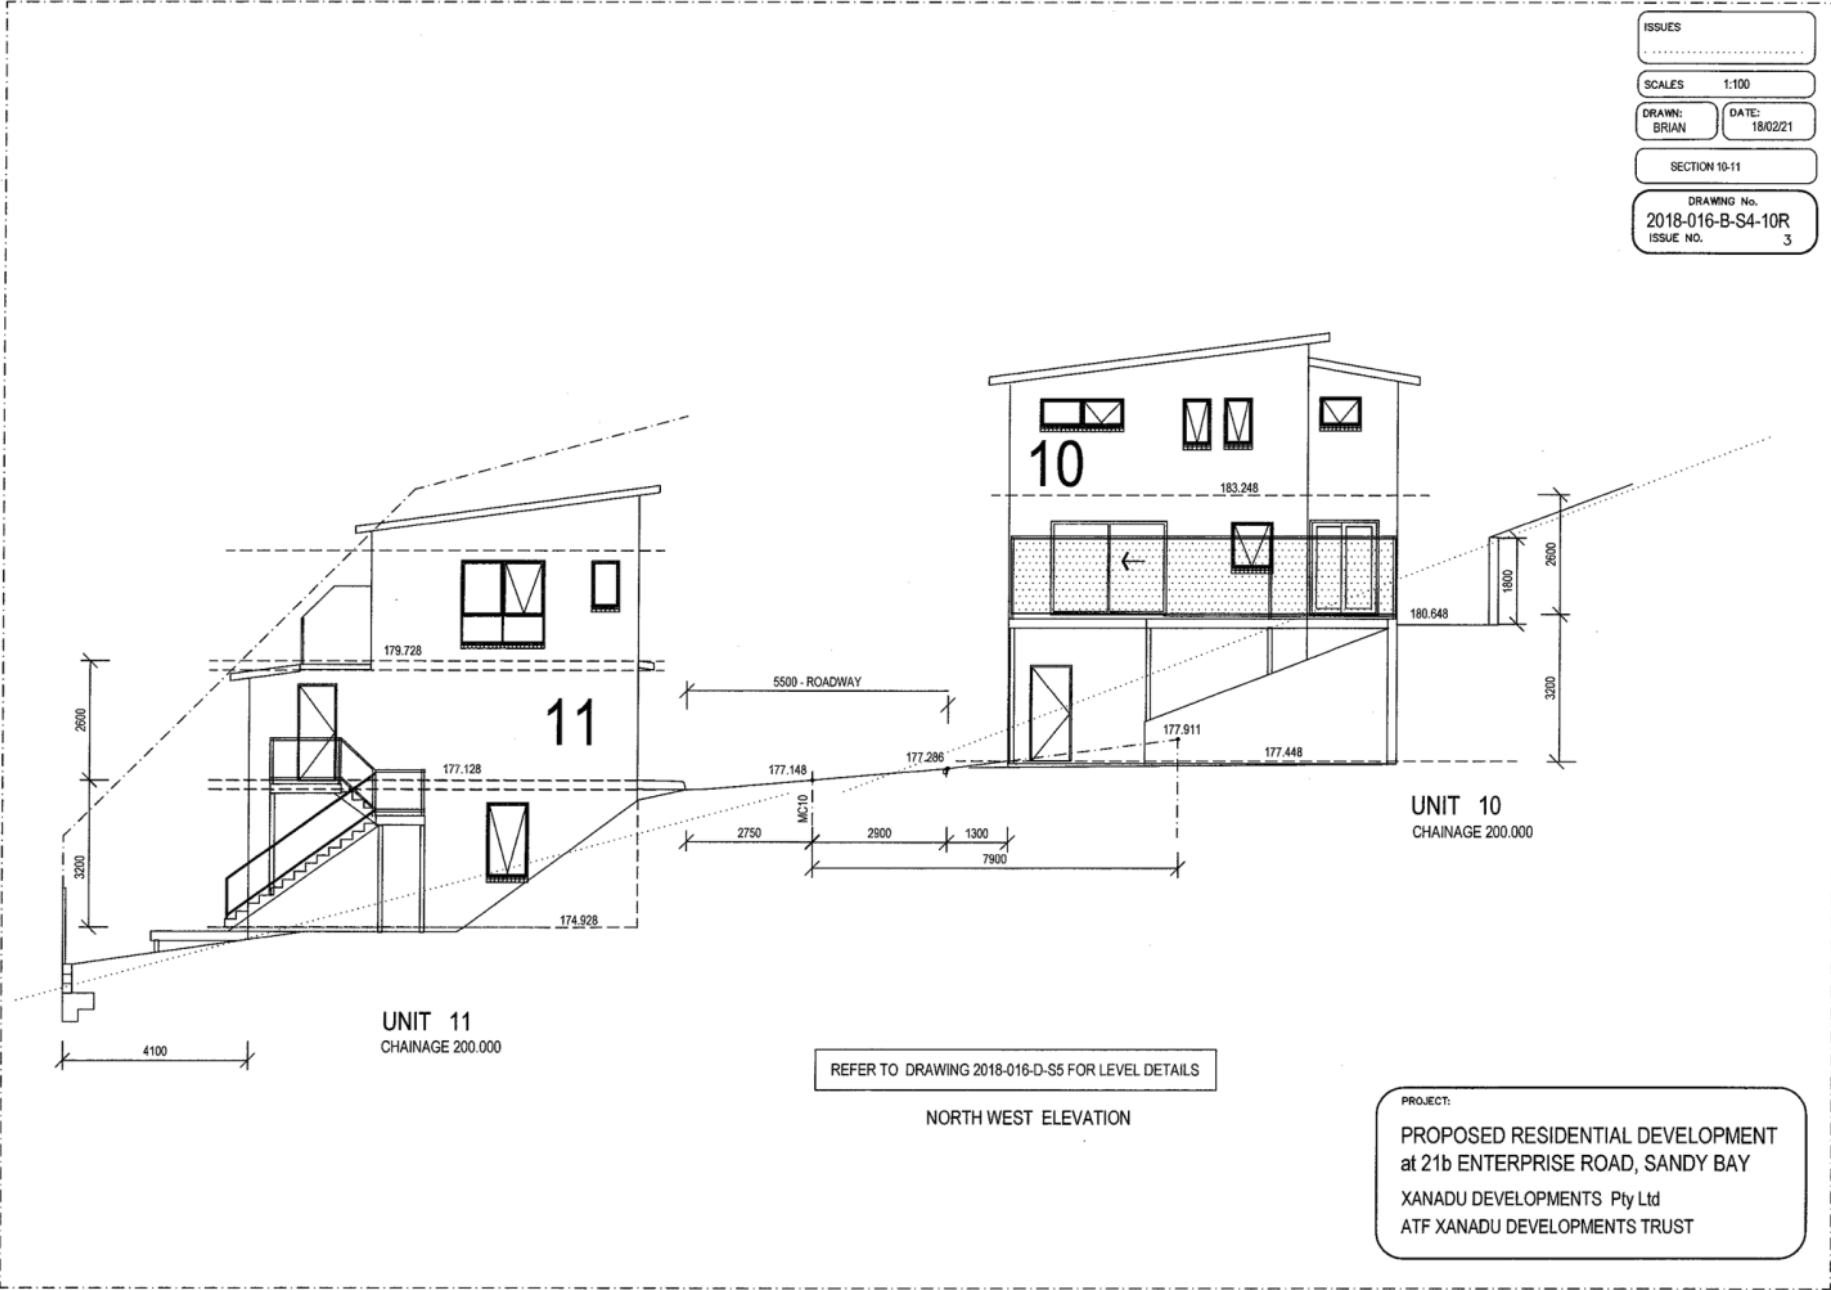 ISSUES
SCALES 1:100
DRAWN: BRIAN
DATE: 18/02/21
SECTION 10-11
DRAWING No.
2018-016-B-S4-10R
ISSUE NO. 3
10
183.248
2600
1800
180.648
3200
177.911
177.448
179.728
5500 - ROADWAY
11
2600
177.128
177.148
177.286
MC10
2750
2900
1300
7900
3200
174.928
UNIT 10
CHAINAGE 200.000
UNIT 11
CHAINAGE 200.000
4100
REFER TO DRAWING 2018-016-D-S5 FOR LEVEL DETAILS
NORTH WEST ELEVATION
PROJECT:
PROPOSED RESIDENTIAL DEVELOPMENT
at 21b ENTERPRISE ROAD, SANDY BAY
XANADU DEVELOPMENTS Pty Ltd
ATF XANADU DEVELOPMENTS TRUST